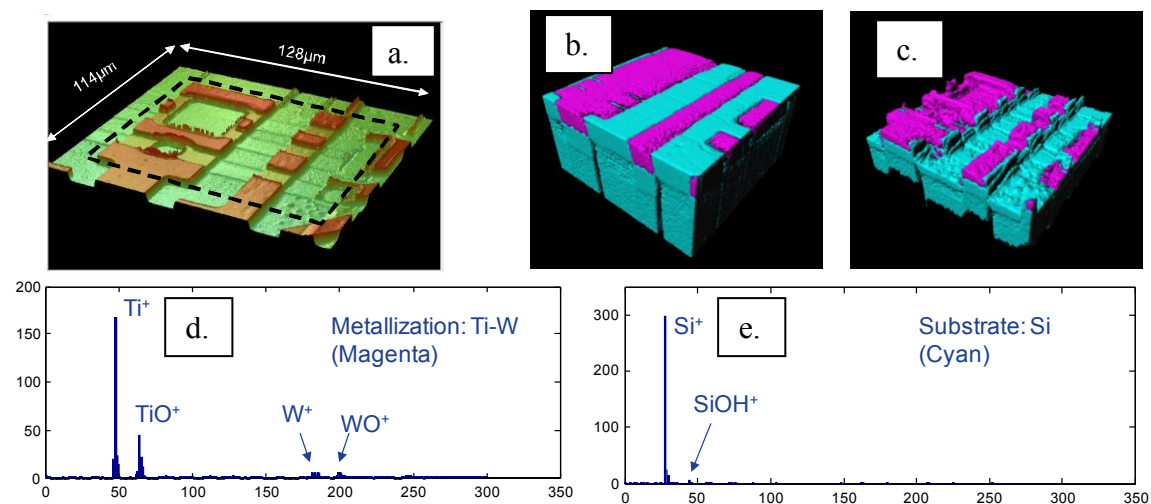 114µm
128µm
a.
b.
c.
200
150
100
50
0
0 50 100 150 200 250 300 350
Ti⁺
d.
Metallization: Ti-W
(Magenta)
TiO⁺
W⁺
WO⁺
300
200
100
0
0 50 100 150 200 250 300 350
Si⁺
e.
Substrate: Si
(Cyan)
SiOH⁺